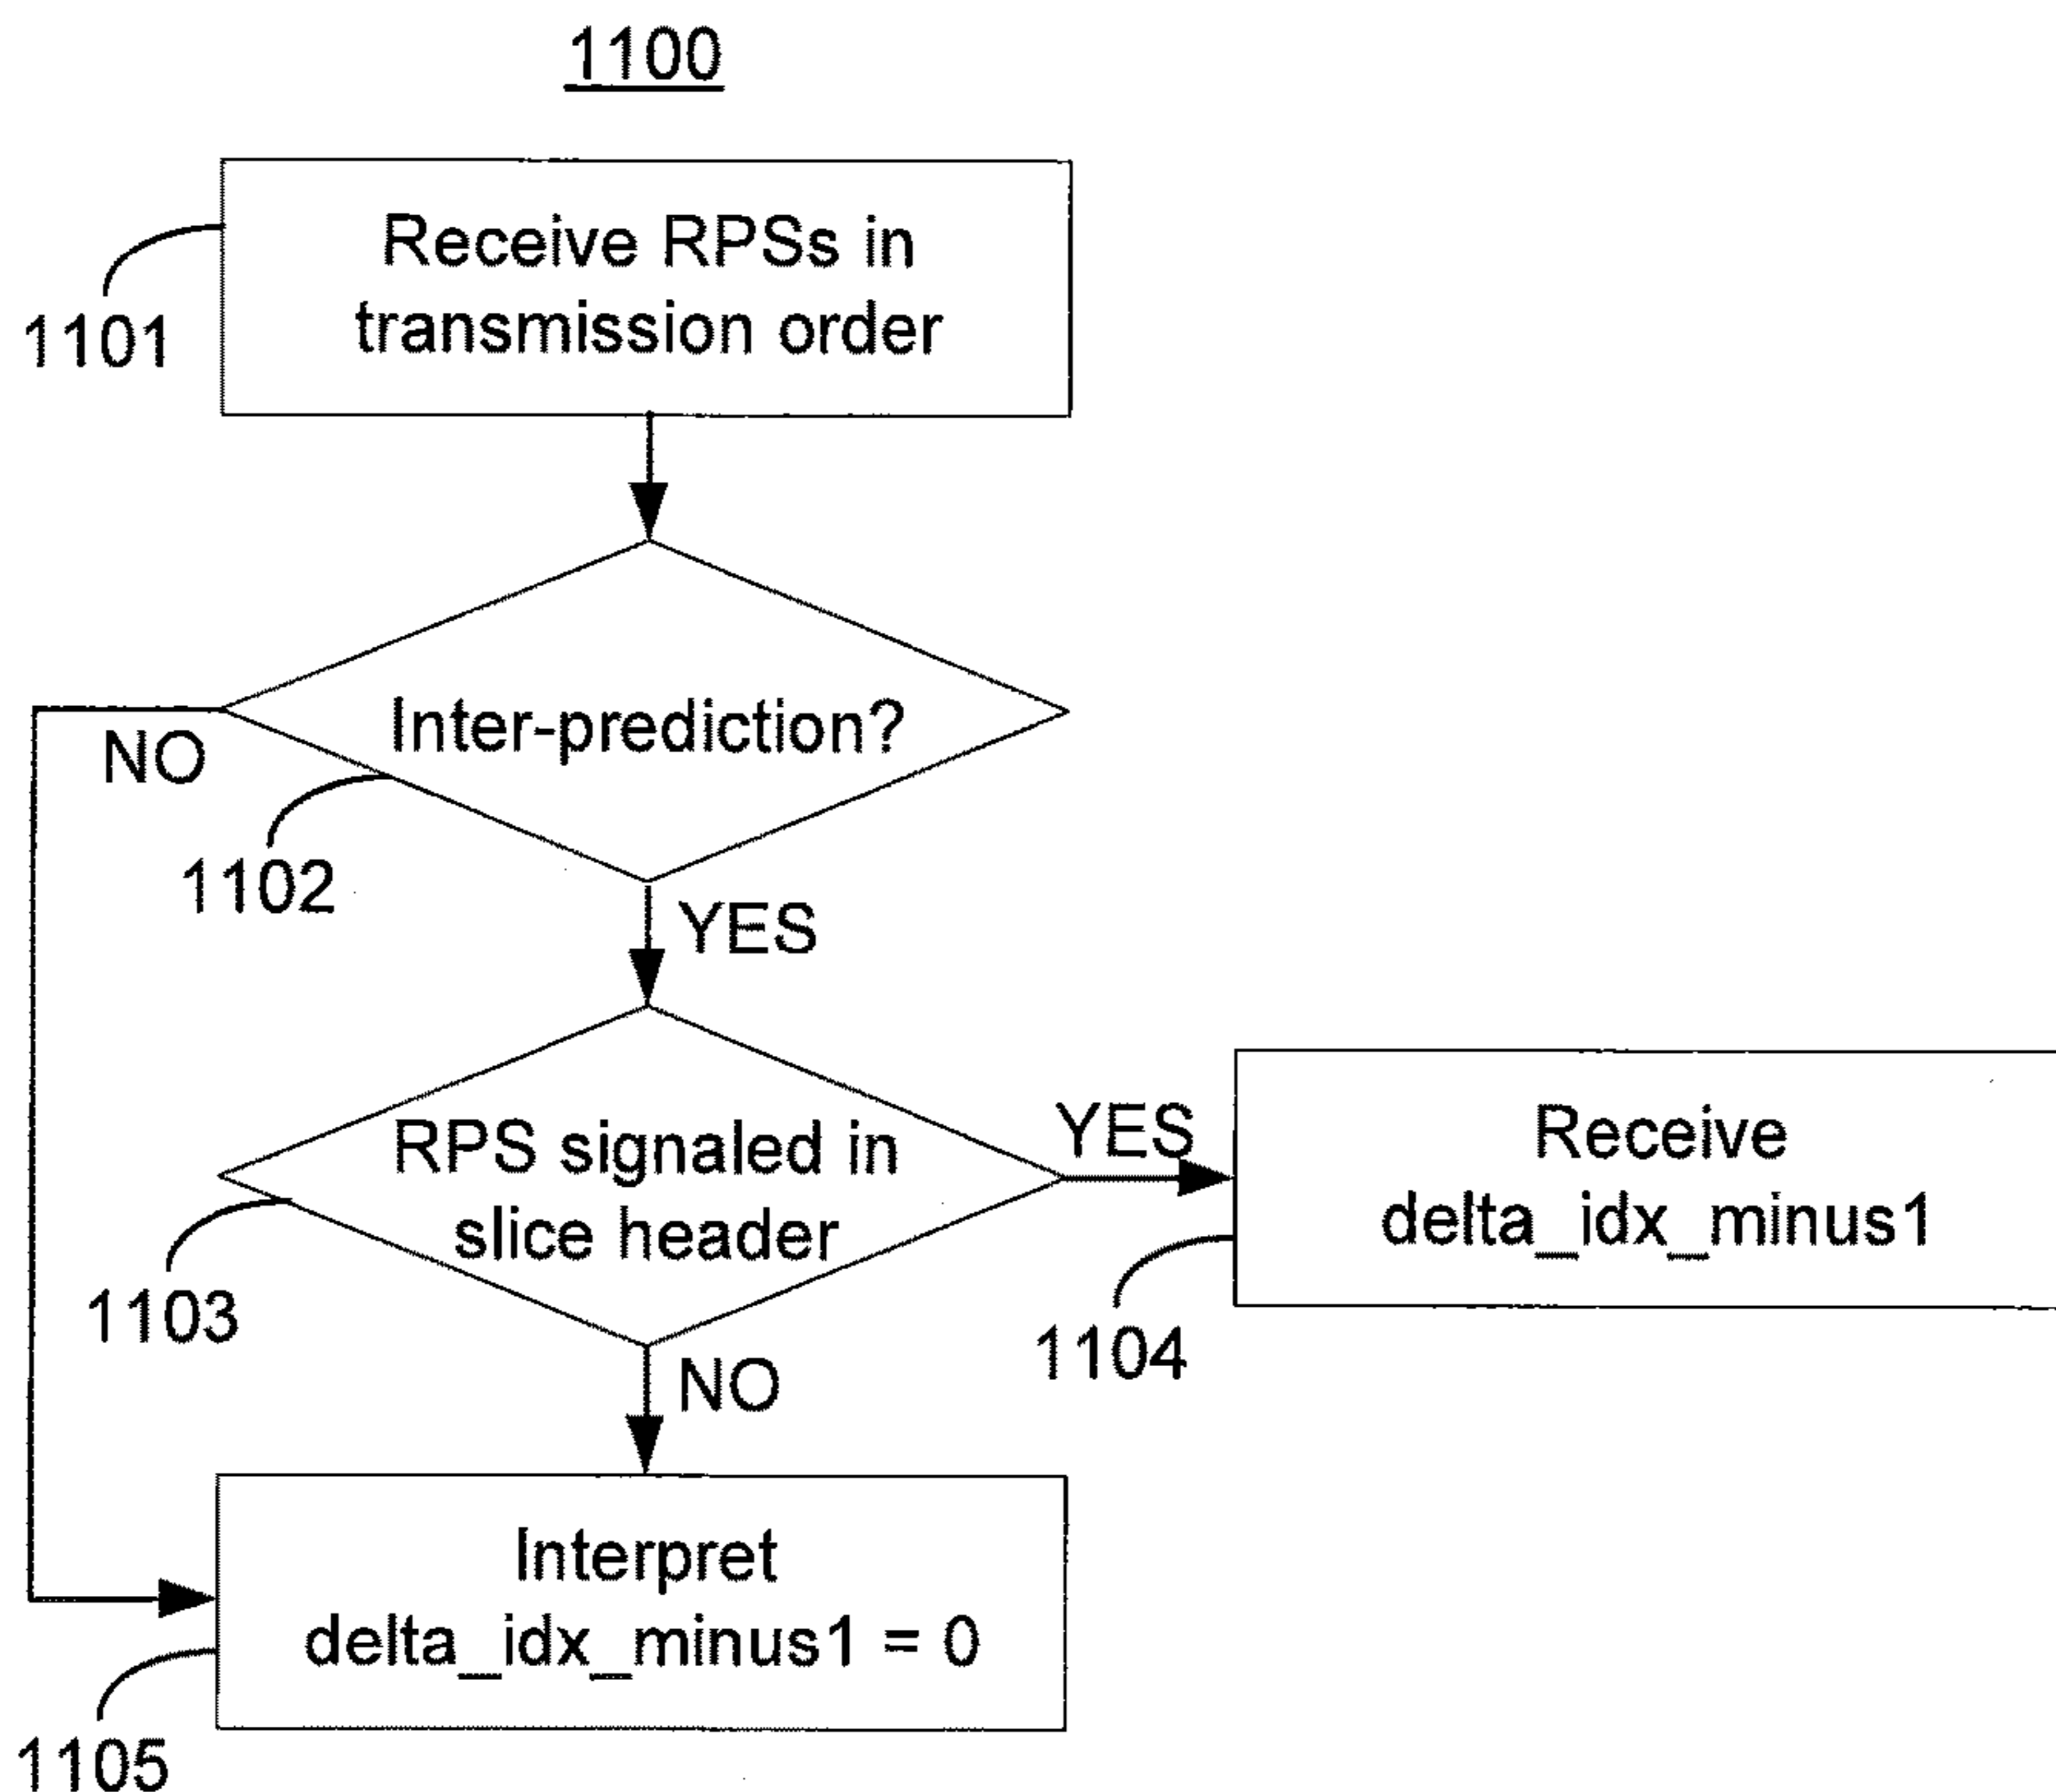 1100
Receive RPSs in
transmission order
1101
Inter-prediction?
NO
1102
YES
RPS signaled in
slice header
YES
Receive
delta_idx_minus1
1103
1104
NO
Interpret
delta_idx_minus1 = 0
1105